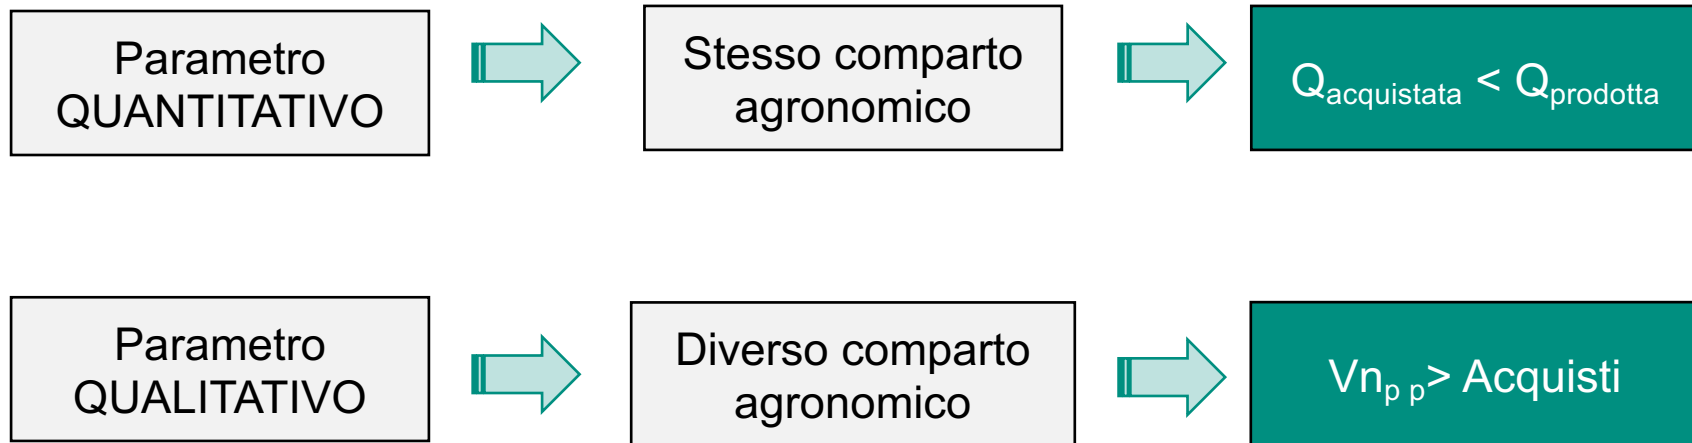 Parametro
QUANTITATIVO
Stesso comparto
agronomico
Qacquistata < Qprodotta
Parametro
QUALITATIVO
Diverso comparto
agronomico
Vnp p> Acquisti